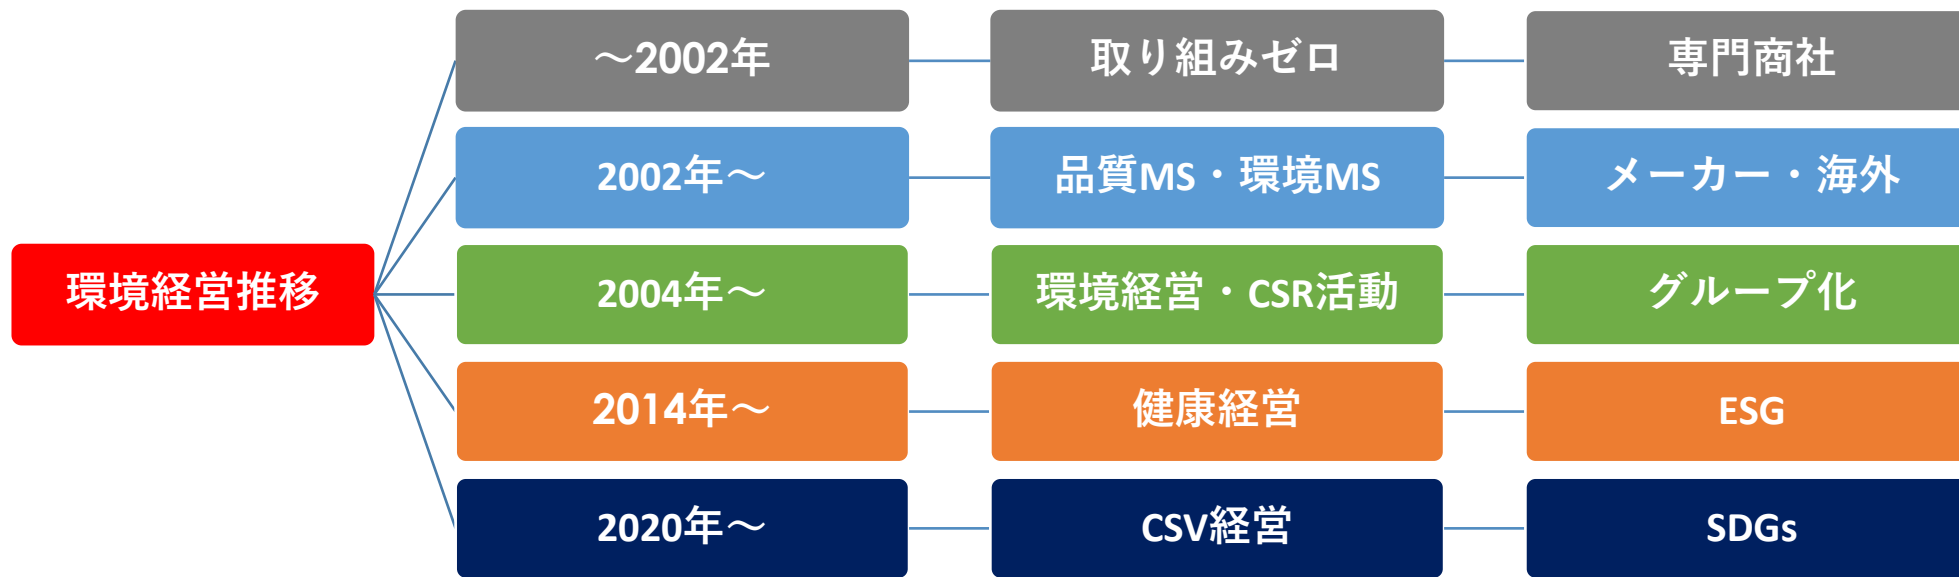 ～2002年
取り組みゼロ
専門商社
2002年～
品質MS・環境MS
メーカー・海外
環境経営推移
2004年～
環境経営・CSR活動
グループ化
2014年～
健康経営
ESG
2020年～
CSV経営
SDGs